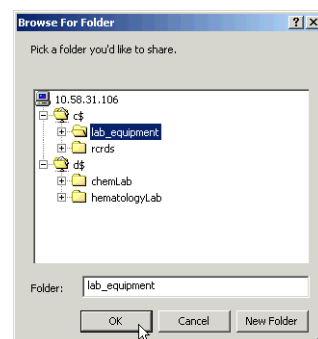 Browse For Folder
Pick a folder you'd like to share.
10.58.31.106
c$
lab_equipment
rcrds
d$
chemLab
hematologyLab
Folder: lab_equipment
OK Cancel New Folder